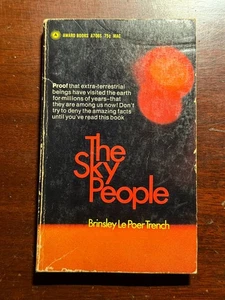 AWARD BOOKS A768S 75¢ MAC
Proof that extra-terrestrial
beings have visited the earth
for millions of years—that
they are among us now! Don't
try to deny the amazing facts
until you've read this book
The
Sky
People
Brinsley Le Poer Trench